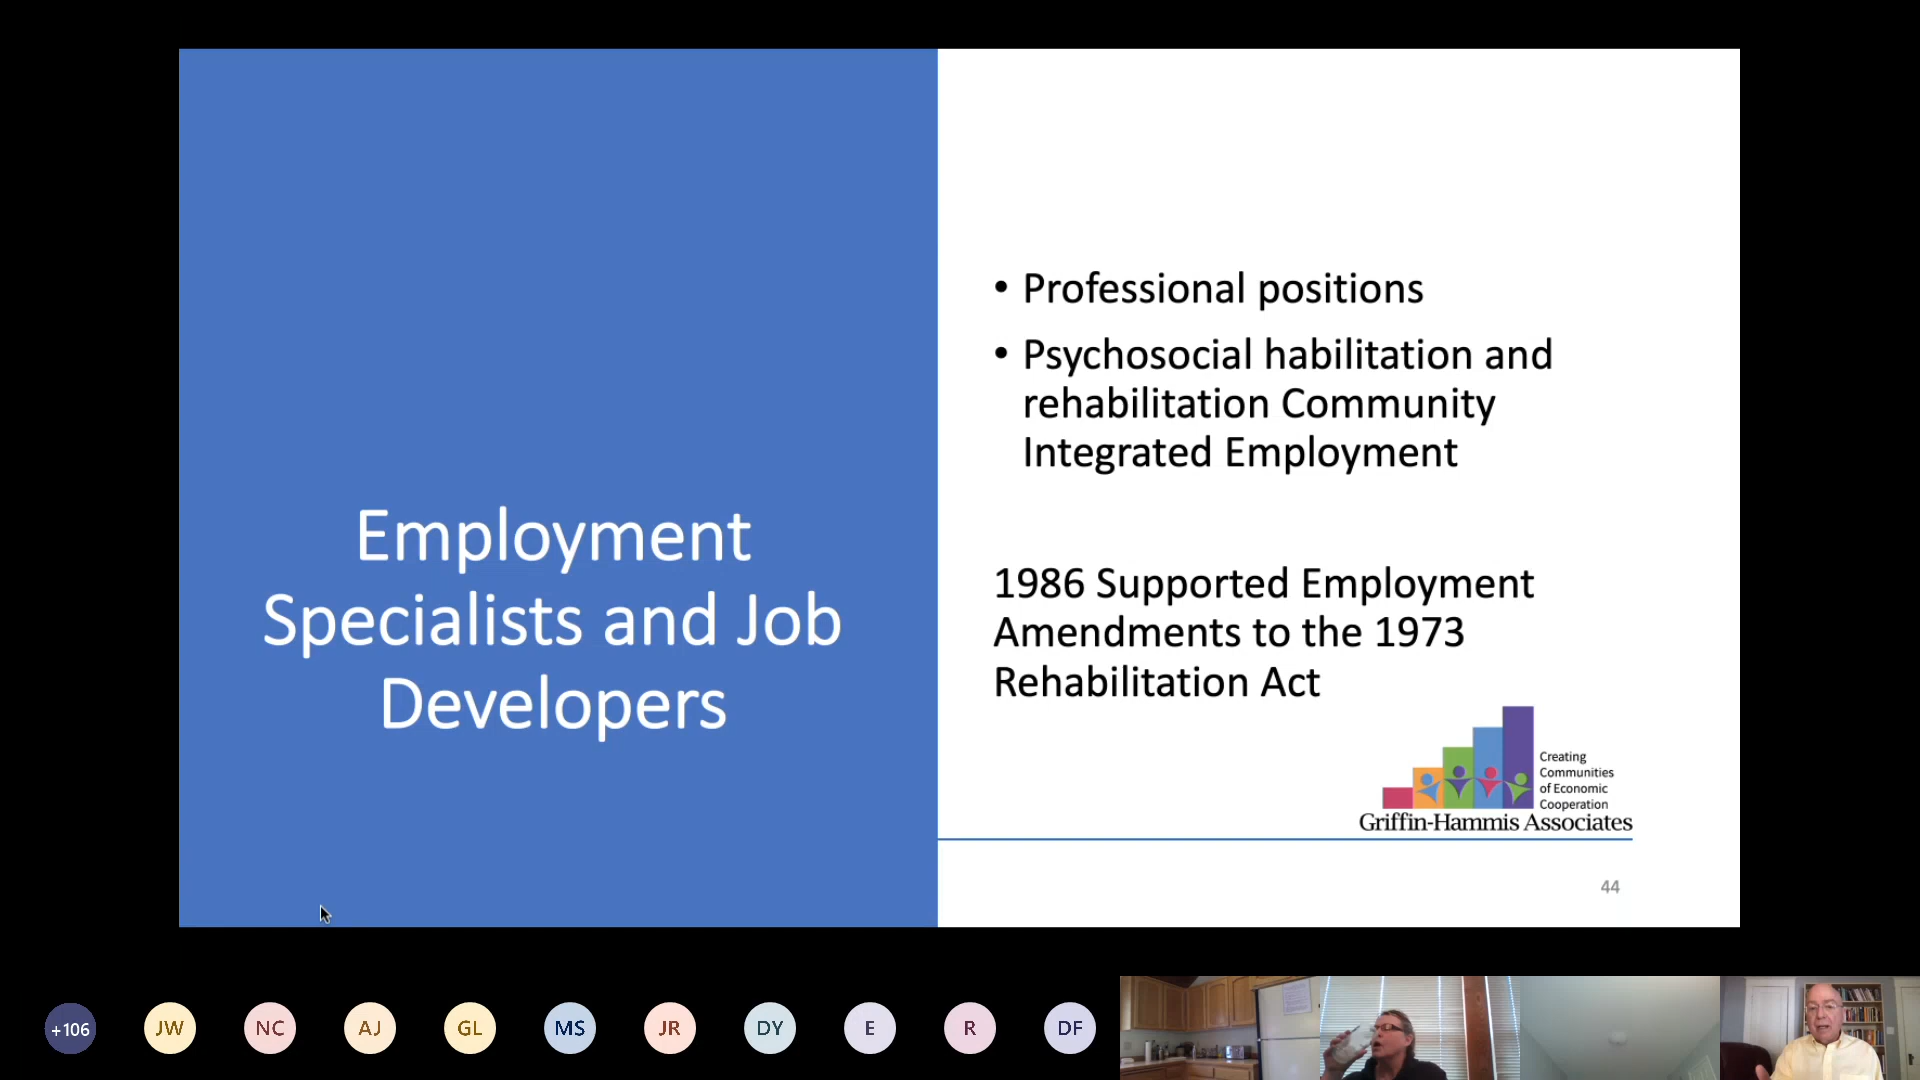 Employment
Specialists and Job
Developers
• Professional positions
• Psychosocial habilitation and
rehabilitation Community
Integrated Employment
1986 Supported Employment
Amendments to the 1973
Rehabilitation Act
Creating
Communities
of Economic
Cooperation
Griffin-Hammis Associates
44
+106
JW
NC
AJ
GL
MS
JR
DY
E
R
DF